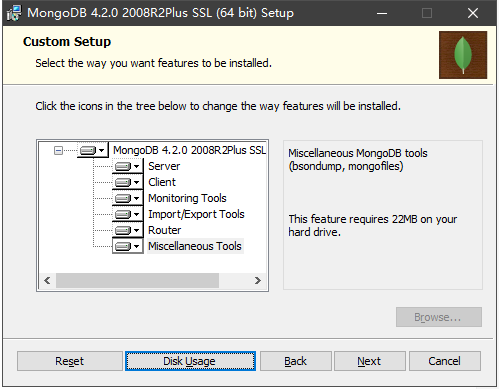 MongoDB 4.2.0 2008R2Plus SSL (64 bit) Setup
Custom Setup
Select the way you want features to be installed.
Click the icons in the tree below to change the way features will be installed.
MongoDB 4.2.0 2008R2Plus SSL
Server
Client
Monitoring Tools
Import/Export Tools
Router
Miscellaneous Tools
Miscellaneous MongoDB tools
(bsondump, mongofiles)
This feature requires 22MB on your
hard drive.
Browse...
Reset
Disk Usage
Back
Next
Cancel